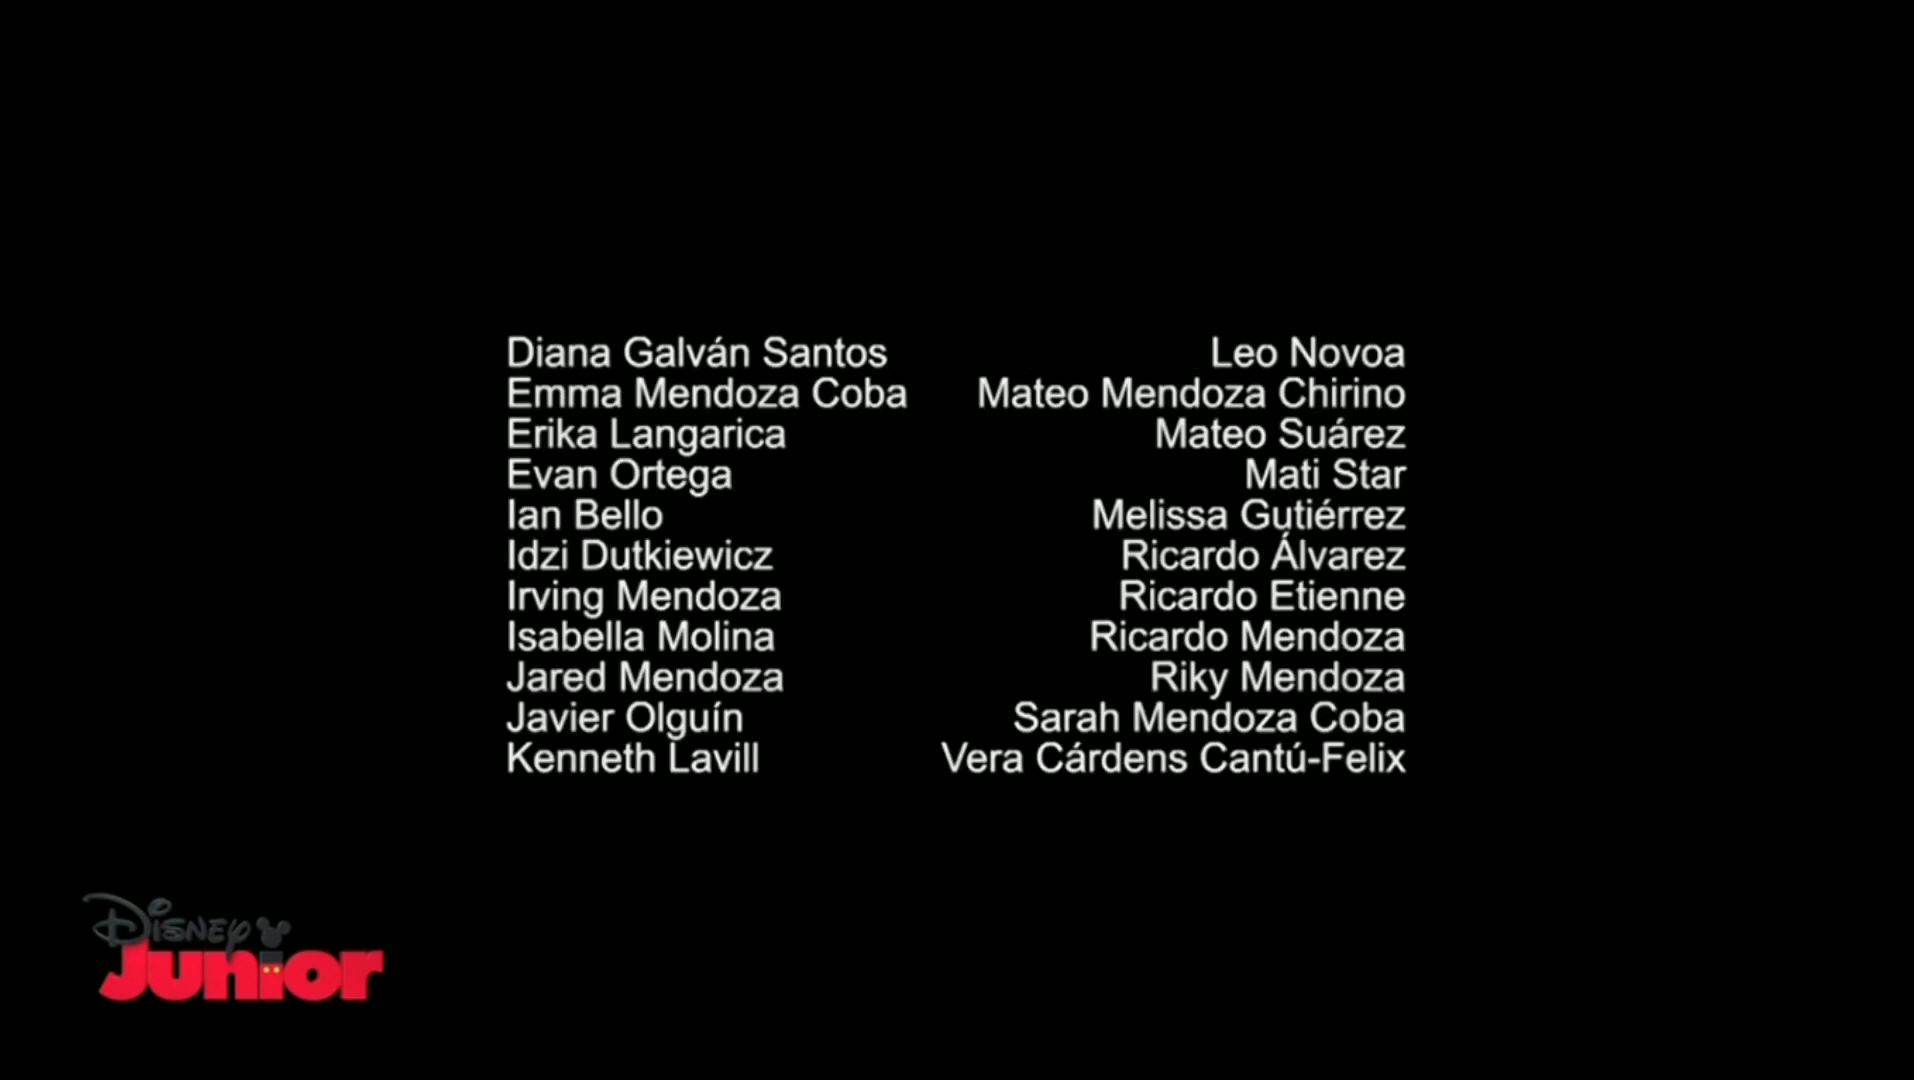 Diana Galván Santos
Emma Mendoza Coba
Erika Langarica
Evan Ortega
Ian Bello
Idzi Dutkiewicz
Irving Mendoza
Isabella Molina
Jared Mendoza
Javier Olguín
Kenneth Lavill
Leo Novoa
Mateo Mendoza Chirino
Mateo Suárez
Mati Star
Melissa Gutiérrez
Ricardo Álvarez
Ricardo Etienne
Ricardo Mendoza
Riky Mendoza
Sarah Mendoza Coba
Vera Cárdens Cantú-Felix
Disney
Junior